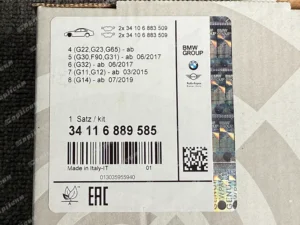 2x 34 10 6 883 509
2x 34 10 6 883 509
4 (G22,G23,G65) - ab
5 (G30,F90,G31) - ab 06/2017
6 (G32) - ab 06/2017
7 (G11,G12) - ab 03/2015
8 (G14) - ab 07/2019
BMW
GROUP
1 Satz / kit
34 11 6 889 585
Made in Italy-IT
01
EAC